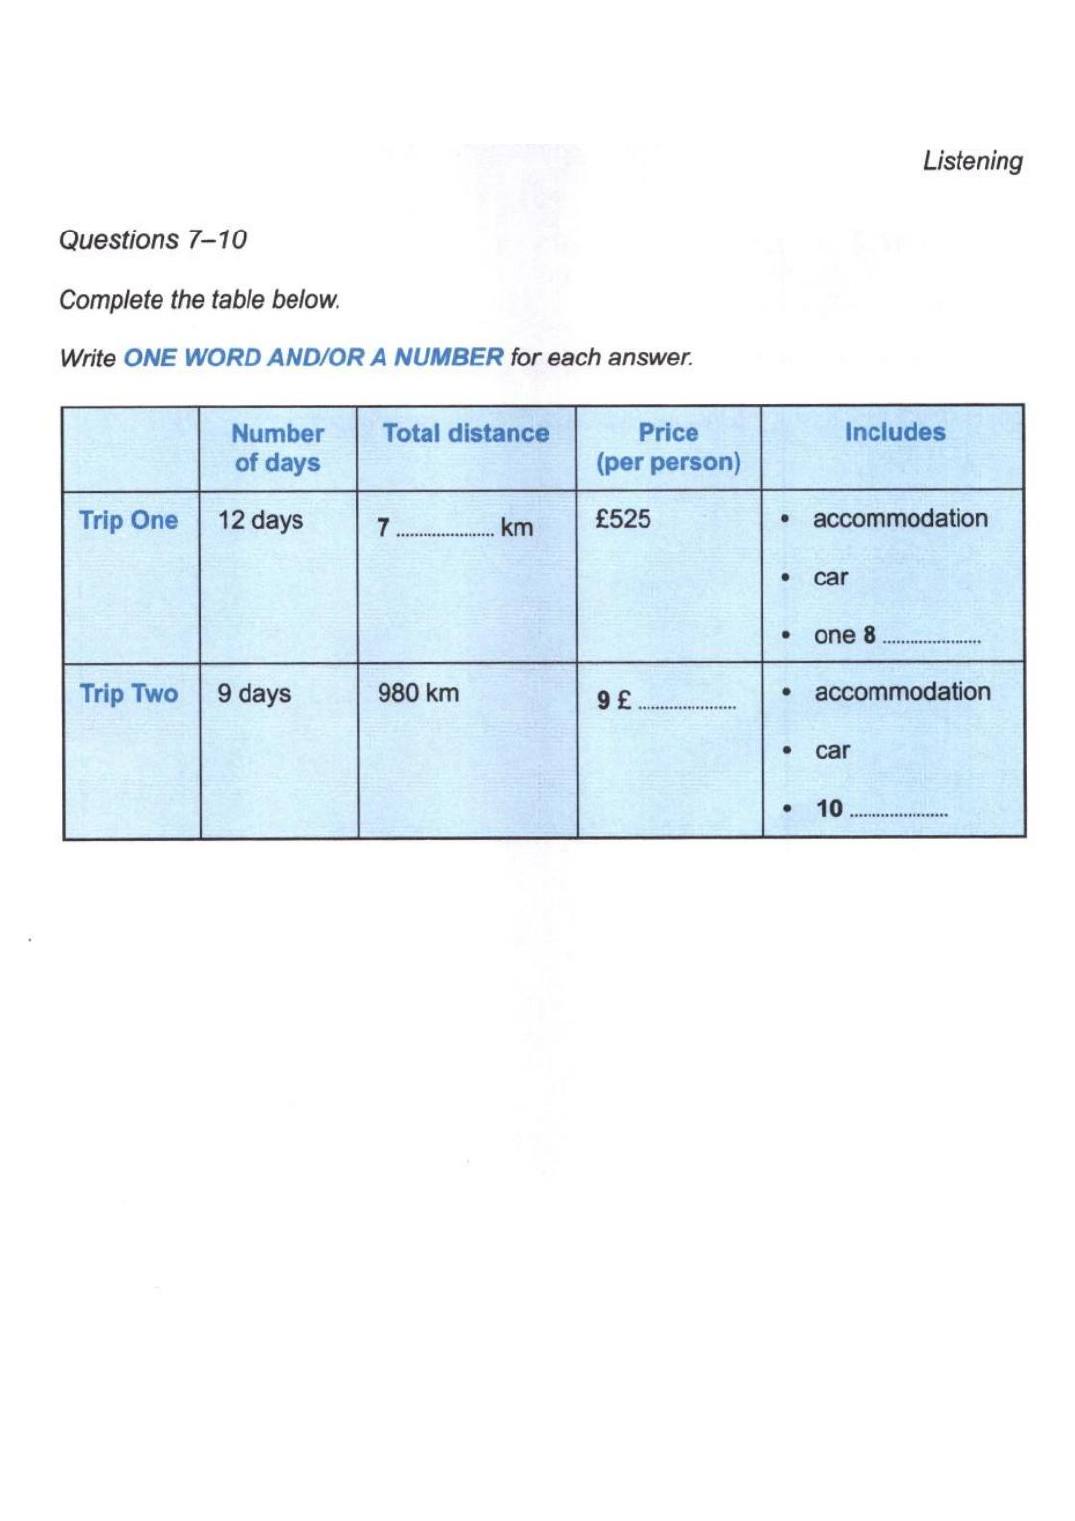 Listening
Questions 7–10
Complete the table below.
Write ONE WORD AND/OR A NUMBER for each answer.
Number of days Total distance Price (per person) Includes
Trip One 12 days 7 ...................... km £525 • accommodation
• car
• one 8 ......................
Trip Two 9 days 980 km 9 £ ...................... • accommodation
• car
• 10 ......................